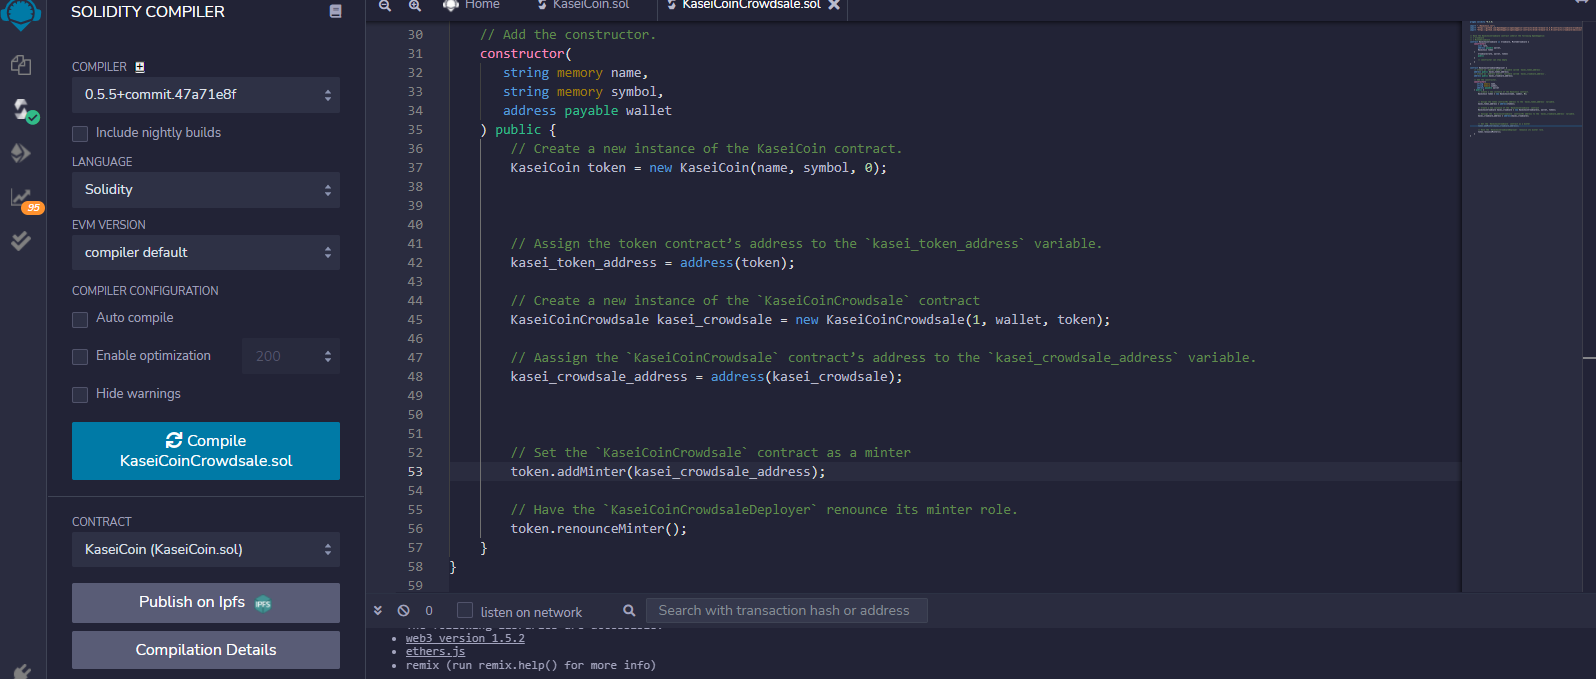 SOLIDITY COMPILER
COMPILER
0.5.5+commit.47a71e8f
Include nightly builds
LANGUAGE
Solidity
EVM VERSION
compiler default
COMPILER CONFIGURATION
Auto compile
Enable optimization
200
Hide warnings
Compile
KaseiCoinCrowdsale.sol
CONTRACT
KaseiCoin (KaseiCoin.sol)
Publish on Ipfs
IPFS
Compilation Details
95
Home
KaseiCoin.sol
KaseiCoinCrowdsale.sol
30 // Add the constructor.
31 constructor(
32 string memory name,
33 string memory symbol,
34 address payable wallet
35 ) public {
36 // Create a new instance of the KaseiCoin contract.
37 KaseiCoin token = new KaseiCoin(name, symbol, 0);
38
39
40
41 // Assign the token contract’s address to the `kasei_token_address` variable.
42 kasei_token_address = address(token);
43
44 // Create a new instance of the `KaseiCoinCrowdsale` contract
45 KaseiCoinCrowdsale kasei_crowdsale = new KaseiCoinCrowdsale(1, wallet, token);
46
47 // Aassign the `KaseiCoinCrowdsale` contract’s address to the `kasei_crowdsale_address` variable.
48 kasei_crowdsale_address = address(kasei_crowdsale);
49
50
51
52 // Set the `KaseiCoinCrowdsale` contract as a minter
53 token.addMinter(kasei_crowdsale_address);
54
55 // Have the `KaseiCoinCrowdsaleDeployer` renounce its minter role.
56 token.renounceMinter();
57 }
58 }
59
0
listen on network
Search with transaction hash or address
web3 version 1.5.2
ethers.js
remix (run remix.help() for more info)